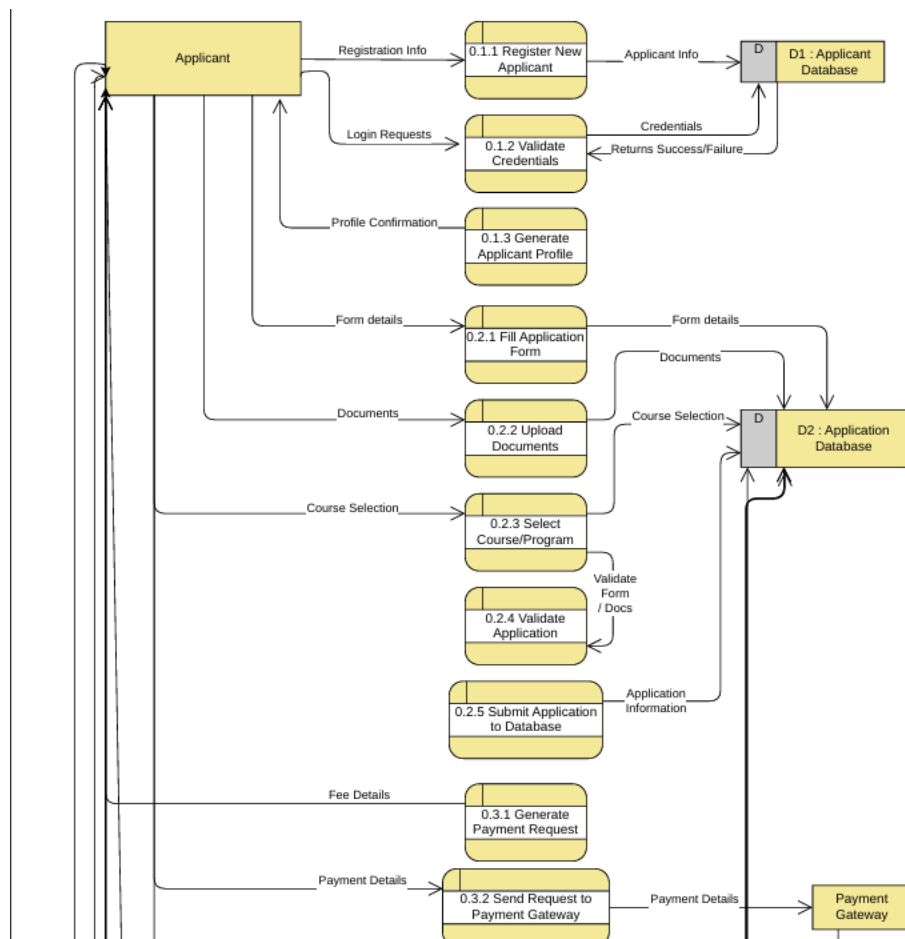 Applicant
Registration Info
0.1.1 Register New
Applicant
Applicant Info
D
D1 : Applicant
Database
Login Requests
0.1.2 Validate
Credentials
Credentials
Returns Success/Failure
Profile Confirmation
0.1.3 Generate
Applicant Profile
Form details
0.2.1 Fill Application
Form
Form details
Documents
Documents
0.2.2 Upload
Documents
Course Selection
D
D2 : Application
Database
Course Selection
0.2.3 Select
Course/Program
Validate
Form
/ Docs
0.2.4 Validate
Application
0.2.5 Submit Application
to Database
Application
Information
Fee Details
0.3.1 Generate
Payment Request
Payment Details
0.3.2 Send Request to
Payment Gateway
Payment Details
Payment
Gateway